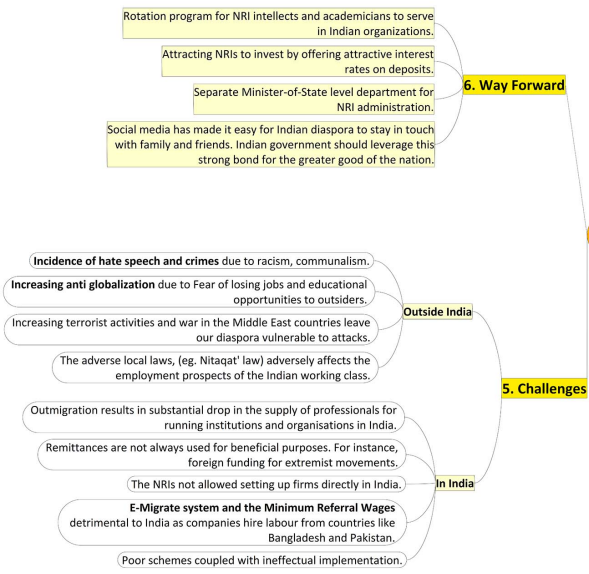 Rotation program for NRI intellects and academicians to serve
in Indian organizations.
Attracting NRIs to invest by offering attractive interest
rates on deposits.
6. Way Forward
Separate Minister-of-State level department for
NRI administration.
Social media has made it easy for Indian diaspora to stay in touch
with family and friends. Indian government should leverage this
strong bond for the greater good of the nation.
Incidence of hate speech and crimes due to racism, communalism.
Increasing anti globalization due to Fear of losing jobs and educational
opportunities to outsiders.
Outside India
Increasing terrorist activities and war in the Middle East countries leave
our diaspora vulnerable to attacks.
The adverse local laws, (eg. Nitaqat' law) adversely affects the
employment prospects of the Indian working class.
5. Challenges
Outmigration results in substantial drop in the supply of professionals for
running institutions and organisations in India.
Remittances are not always used for beneficial purposes. For instance,
foreign funding for extremist movements.
The NRIs not allowed setting up firms directly in India.
In India
E-Migrate system and the Minimum Referral Wages
detrimental to India as companies hire labour from countries like
Bangladesh and Pakistan.
Poor schemes coupled with ineffectual implementation.